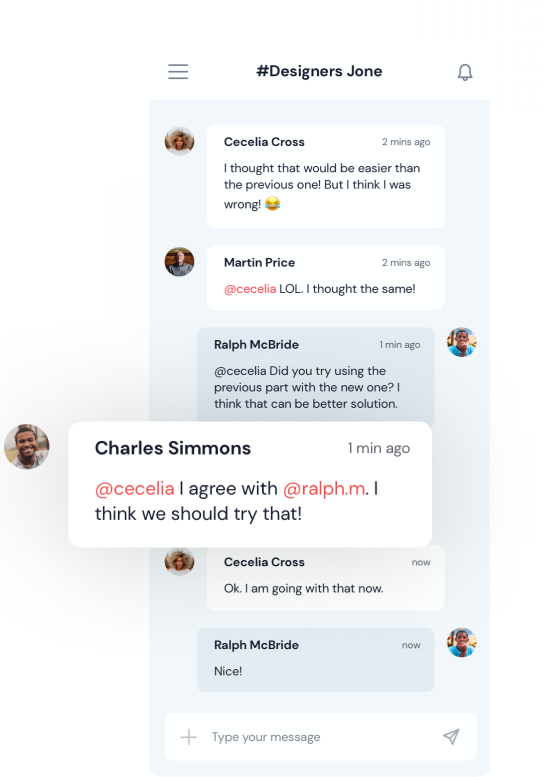 #Designers Jone
Cecelia Cross 2 mins ago
I thought that would be easier than
the previous one! But I think I was
wrong! 😂
Martin Price 2 mins ago
@cecelia LOL. I thought the same!
Ralph McBride 1 min ago
@cecelia Did you try using the
previous part with the new one? I
think that can be better solution.
Charles Simmons 1 min ago
@cecelia I agree with @ralph.m. I
think we should try that!
Cecelia Cross now
Ok. I am going with that now.
Ralph McBride now
Nice!
Type your message